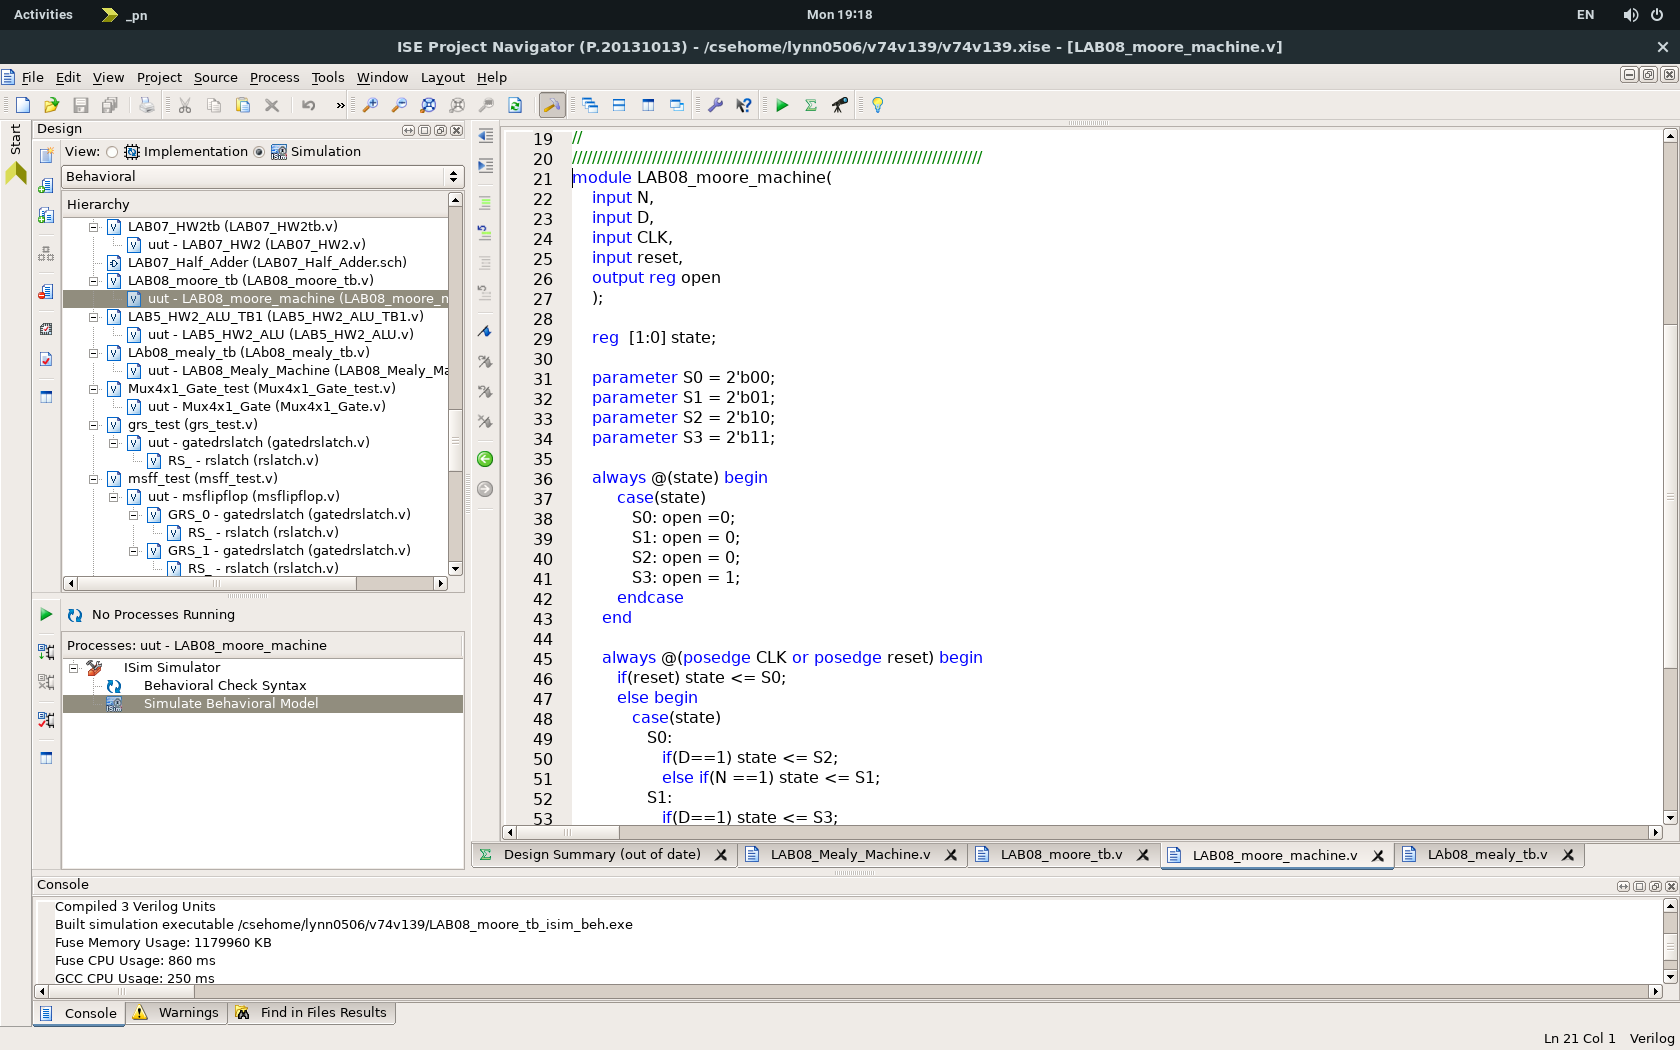 Activities
_pn
Mon 19:18
EN
ISE Project Navigator (P.20131013) - /csehome/lynn0506/v74v139/v74v139.xise - [LAB08_moore_machine.v]
File Edit View Project Source Process Tools Window Layout Help
»
Start
Design
View: Implementation Simulation
Behavioral
Hierarchy
LAB07_HW2tb (LAB07_HW2tb.v)
uut - LAB07_HW2 (LAB07_HW2.v)
LAB07_Half_Adder (LAB07_Half_Adder.sch)
LAB08_moore_tb (LAB08_moore_tb.v)
uut - LAB08_moore_machine (LAB08_moore_m
LAB5_HW2_ALU_TB1 (LAB5_HW2_ALU_TB1.v)
uut - LAB5_HW2_ALU (LAB5_HW2_ALU.v)
LAb08_mealy_tb (LAb08_mealy_tb.v)
uut - LAB08_Mealy_Machine (LAB08_Mealy_Ma
Mux4x1_Gate_test (Mux4x1_Gate_test.v)
uut - Mux4x1_Gate (Mux4x1_Gate.v)
grs_test (grs_test.v)
uut - gatedrslatch (gatedrslatch.v)
RS_ - rslatch (rslatch.v)
msff_test (msff_test.v)
uut - msflipflop (msflipflop.v)
GRS_0 - gatedrslatch (gatedrslatch.v)
RS_ - rslatch (rslatch.v)
GRS_1 - gatedrslatch (gatedrslatch.v)
RS_ - rslatch (rslatch.v)
No Processes Running
Processes: uut - LAB08_moore_machine
ISim Simulator
Behavioral Check Syntax
Simulate Behavioral Model
19 //
20 //////////////////////////////////////////////////////////////////////////////////
21 module LAB08_moore_machine(
22 input N,
23 input D,
24 input CLK,
25 input reset,
26 output reg open
27 );
28
29 reg [1:0] state;
30
31 parameter S0 = 2'b00;
32 parameter S1 = 2'b01;
33 parameter S2 = 2'b10;
34 parameter S3 = 2'b11;
35
36 always @(state) begin
37 case(state)
38 S0: open =0;
39 S1: open = 0;
40 S2: open = 0;
41 S3: open = 1;
42 endcase
43 end
44
45 always @(posedge CLK or posedge reset) begin
46 if(reset) state <= S0;
47 else begin
48 case(state)
49 S0:
50 if(D==1) state <= S2;
51 else if(N ==1) state <= S1;
52 S1:
53 if(D==1) state <= S3;
Design Summary (out of date)
LAB08_Mealy_Machine.v
LAB08_moore_tb.v
LAB08_moore_machine.v
LAb08_mealy_tb.v
Console
Compiled 3 Verilog Units
Built simulation executable /csehome/lynn0506/v74v139/LAB08_moore_tb_isim_beh.exe
Fuse Memory Usage: 1179960 KB
Fuse CPU Usage: 860 ms
GCC CPU Usage: 250 ms
Console
Warnings
Find in Files Results
Ln 21 Col 1 Verilog